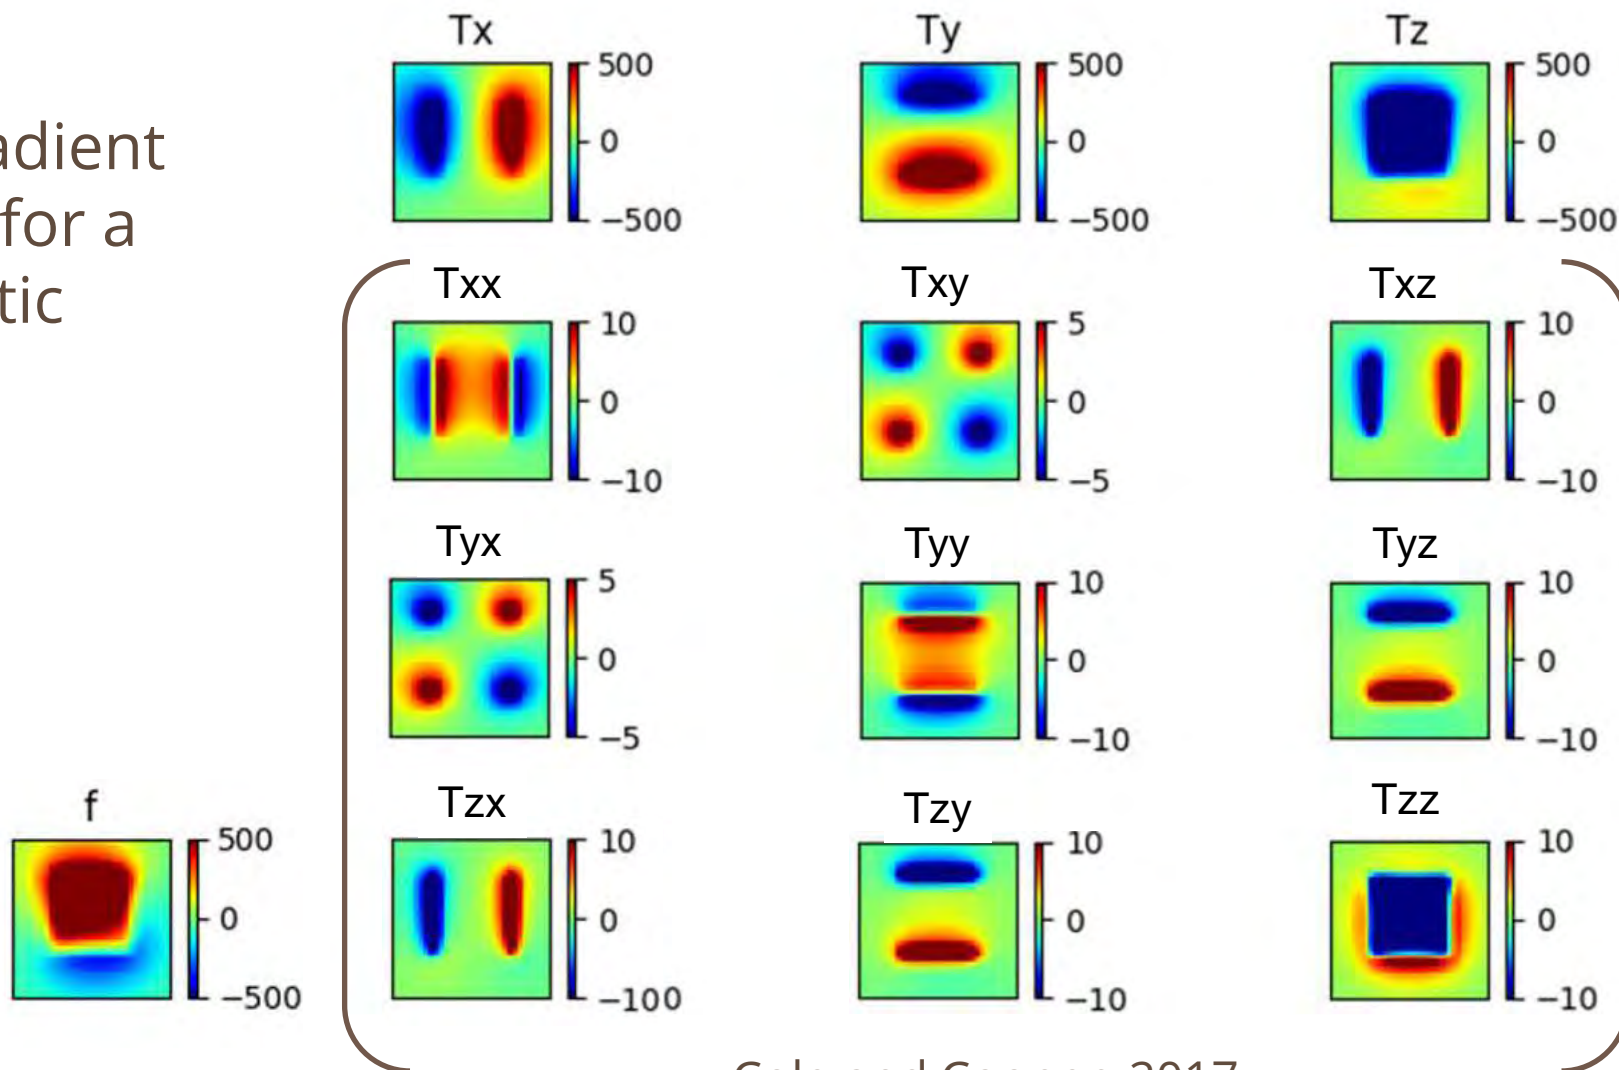 Tx Ty Tz
500 500 500
0 0 0
−500 −500 −500
adient
for a
tic
Txx Txy Txz
10 5 10
0 0 0
−10 −5 −10
Tyx Tyy Tyz
5 10 10
0 0 0
−5 −10 −10
f Tzx Tzy Tzz
500 10 10 10
0 0 0 0
−500 −100 −10 −10
2017